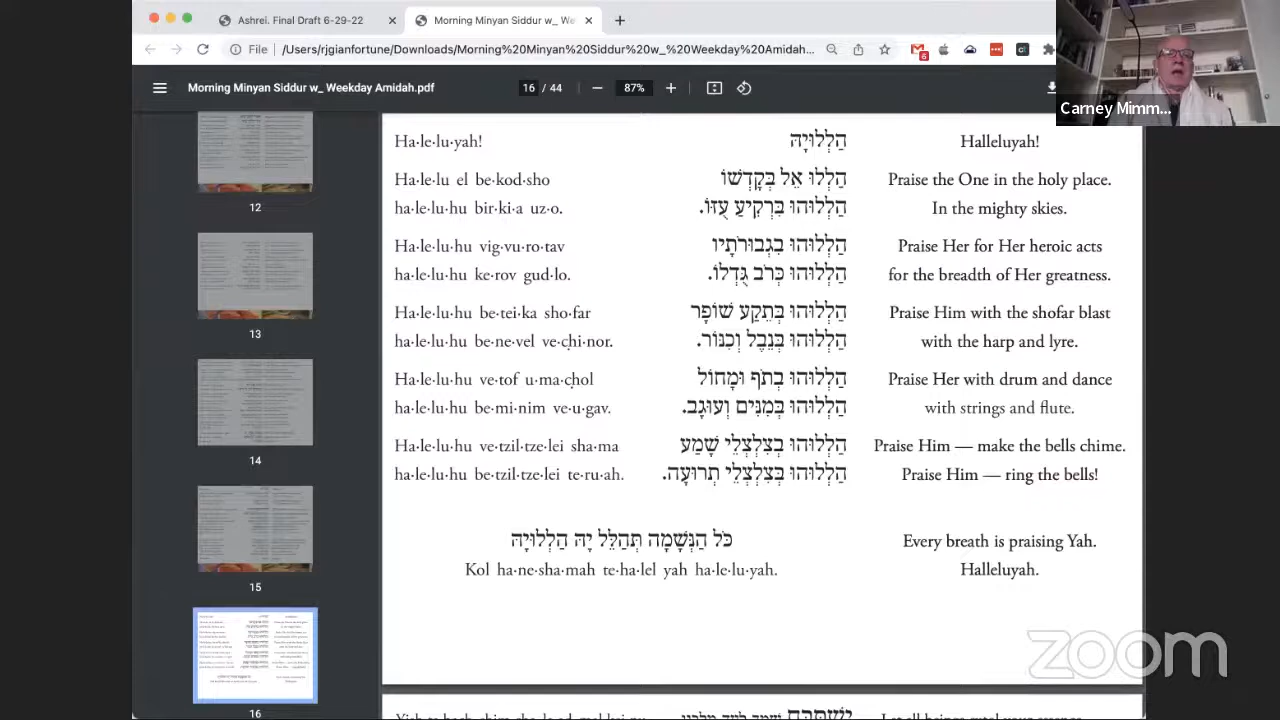 Ashrei. Final Draft 6-29-22
Morning Minyan Siddur w_ We
File /Users/rjgianfortune/Downloads/Morning%20Minyan%20Siddur%20w_%20Weekday%20Amidah...
6
Morning Minyan Siddur w_ Weekday Amidah.pdf 16 / 44 87%
Carney Mimm...
Ha·le·lu·yah! הַלְלוּיָהּ Halleluyah!
Ha·le·lu el be·kod·sho הַלְלוּ אֵל בְּקׇדְשׁוֹ Praise the One in the holy place.
ha·le·lu·hu bir·ki·a uz·o. הַלְלוּהוּ בִּרְקִיעַ עֻזּוֹ. In the mighty skies.
Ha·le·lu·hu vig·vu·ro·tav הַלְלוּהוּ בִגְבוּרֹתָיו Praise Her for Her heroic acts
ha·le·lu·hu ke·rov gud·lo. הַלְלוּהוּ כְּרֹב גֻּדְלוֹ. for the breadth of Her greatness.
Ha·le·lu·hu be·tei·ka sho·far הַלְלוּהוּ בְּתֵקַע שׁוֹפָר Praise Him with the shofar blast
ha·le·lu·hu be·ne·vel ve·chi·nor. הַלְלוּהוּ בְּנֵבֶל וְכִנּוֹר. with the harp and lyre.
Ha·le·lu·hu ve·tof u·ma·chol הַלְלוּהוּ בְתֹף וּמָחוֹל Praise Her with drum and dance
ha·le·lu·hu be·mi·nim ve·u·gav. הַלְלוּהוּ בְּמִנִּים וְעוּגָב. with strings and flute.
Ha·le·lu·hu ve·tzil·tze·lei sha·ma הַלְלוּהוּ בְצִלְצְלֵי שָׁמַע Praise Him — make the bells chime.
ha·le·lu·hu be·tzil·tze·lei te·ru·ah. הַלְלוּהוּ בְּצִלְצְלֵי תְרוּעָה. Praise Him — ring the bells!
כֹּל הַנְּשָׁמָה תְּהַלֵּל יָהּ הַלְלוּיָהּ Every breath is praising Yah.
Kol ha·ne·sha·mah te·ha·lel yah ha·le·lu·yah. Halleluyah.
12
13
14
15
16
zoom